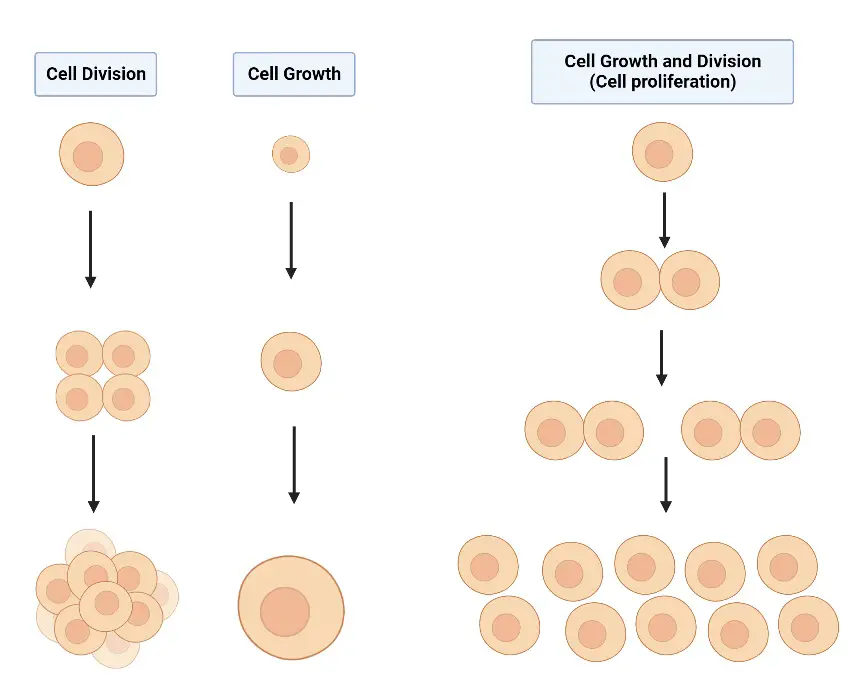 Cell Division
Cell Growth
Cell Growth and Division
(Cell proliferation)